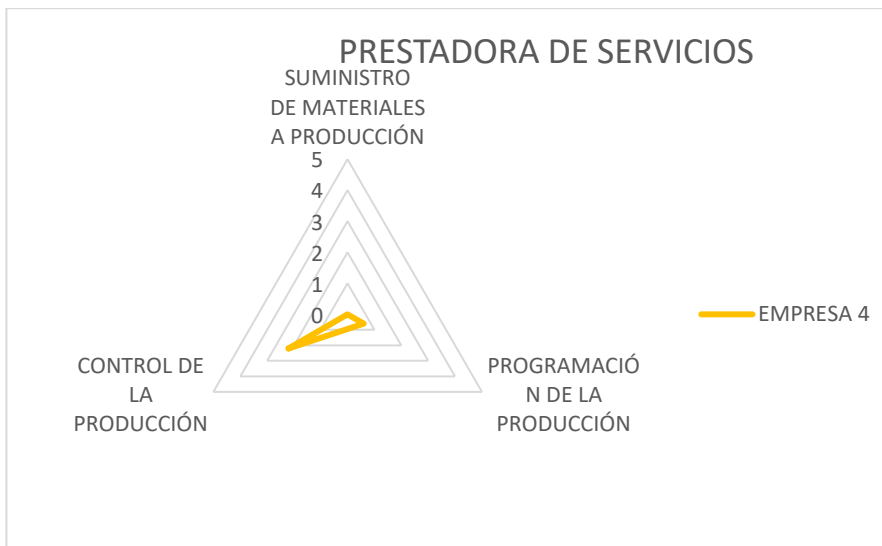 PRESTADORA DE SERVICIOS
SUMINISTRO
DE MATERIALES
A PRODUCCIÓN
5
4
3
2
1
0
EMPRESA 4
CONTROL DE
LA
PRODUCCIÓN
PROGRAMACIÓ
N DE LA
PRODUCCIÓN